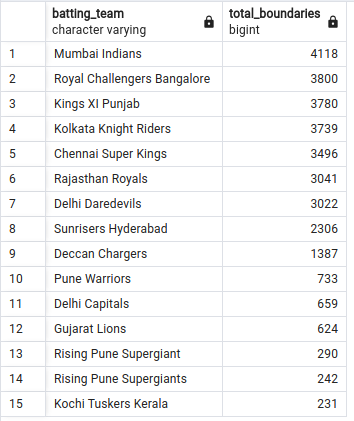 batting_team total_boundaries
character varying bigint
1 Mumbai Indians 4118
2 Royal Challengers Bangalore 3800
3 Kings XI Punjab 3780
4 Kolkata Knight Riders 3739
5 Chennai Super Kings 3496
6 Rajasthan Royals 3041
7 Delhi Daredevils 3022
8 Sunrisers Hyderabad 2306
9 Deccan Chargers 1387
10 Pune Warriors 733
11 Delhi Capitals 659
12 Gujarat Lions 624
13 Rising Pune Supergiant 290
14 Rising Pune Supergiants 242
15 Kochi Tuskers Kerala 231